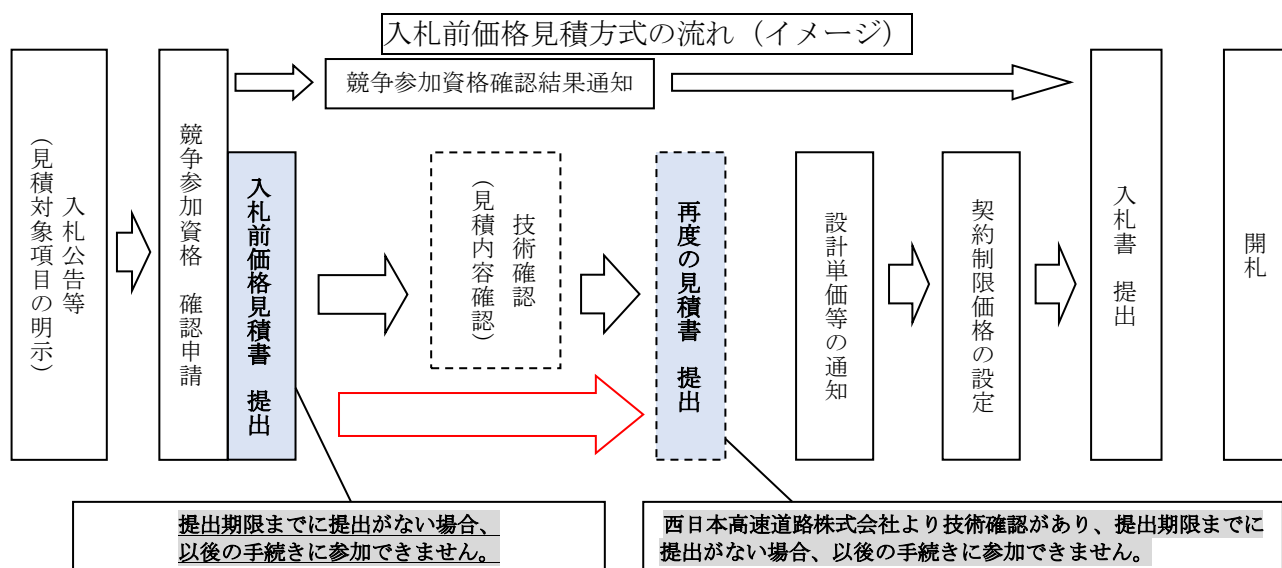 入札前価格見積方式の流れ（イメージ）
競争参加資格確認結果通知
入札公告等
（見積対象項目の明示）
競争参加資格　確認申請
入札前価格見積書　提出
技術確認
（見積内容確認）
再度の見積書　提出
設計単価等の通知
契約制限価格の設定
入札書　提出
開札
提出期限までに提出がない場合、
以後の手続きに参加できません。
西日本高速道路株式会社より技術確認があり、提出期限までに
提出がない場合、以後の手続きに参加できません。